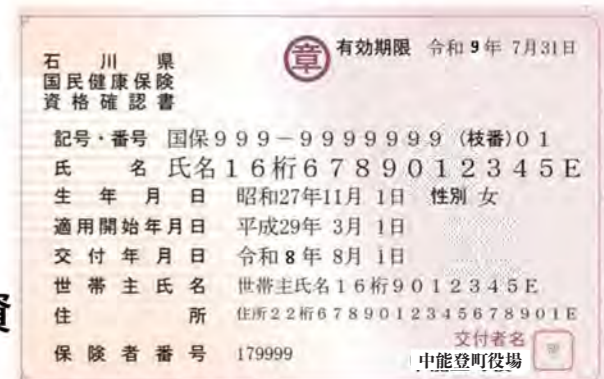 石川県
国民健康保険
資格確認書
章 有効期限 令和9年 7月31日
記号・番号 国保999-9999999 (枝番)01
氏名 氏名16桁6789012345E
生年月日 昭和27年11月 1日 性別 女
適用開始年月日 平成29年 3月 1日
交付年月日 令和8年 8月 1日
世帯主氏名 世帯主氏名16桁9012345E
住所 住所22桁678901234567890１E
保険者番号 179999
交付者名
中能登町役場
資